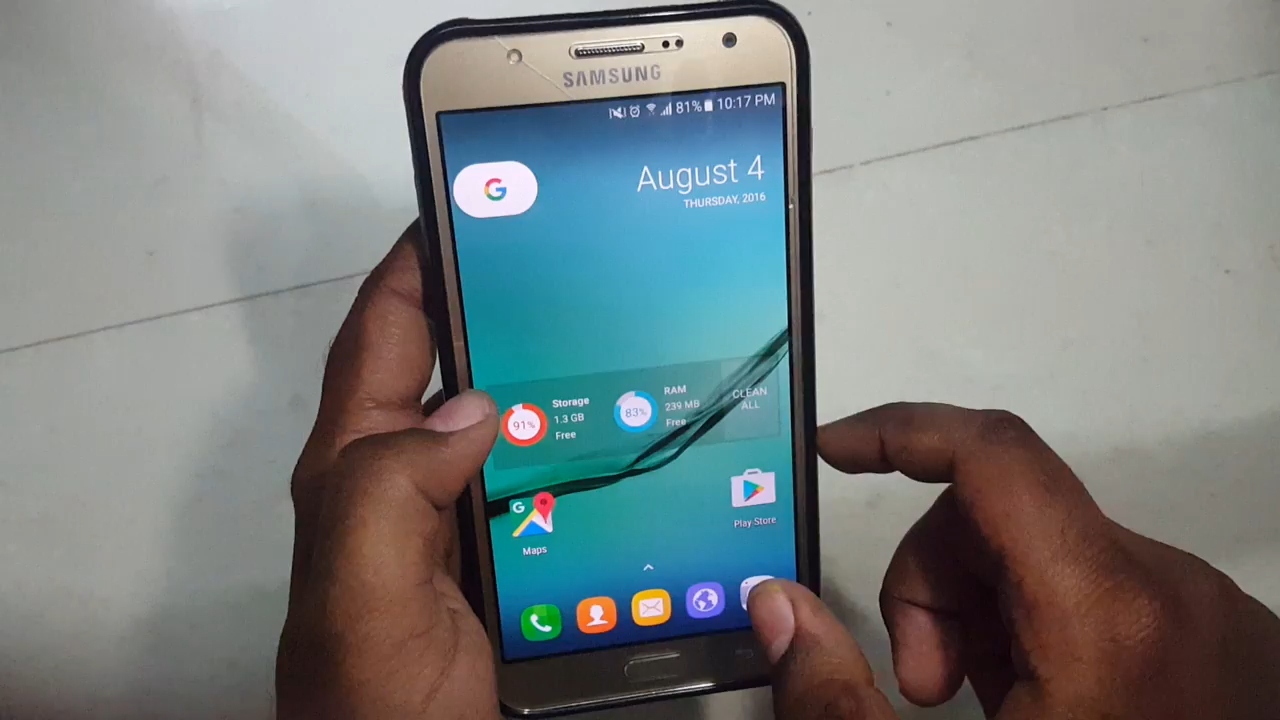 SAMSUNG
81% 10:17 PM
G
August 4
THURSDAY, 2016
Storage
1.3 GB
Free
91%
RAM
239 MB
Free
83%
CLEAN
ALL
G
Maps
Play Store